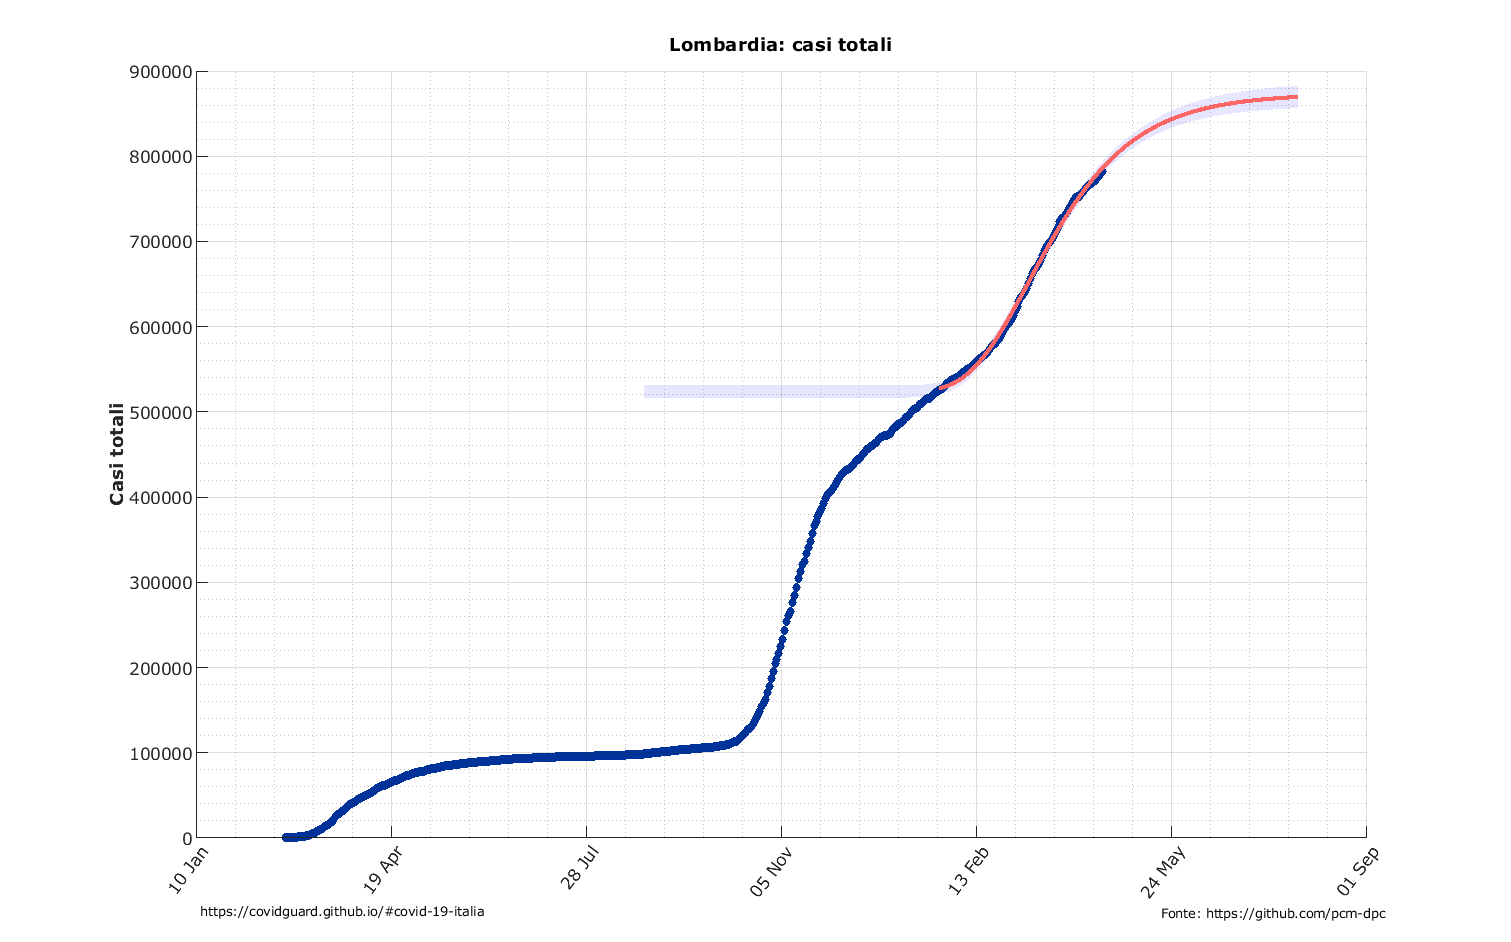 Lombardia: casi totali
900000
800000
700000
600000
500000
400000
300000
200000
100000
0
Casi totali
10 Jan
19 Apr
28 Jul
05 Nov
13 Feb
24 May
01 Sep
https://covidguard.github.io/#covid-19-italia
Fonte: https://github.com/pcm-dpc